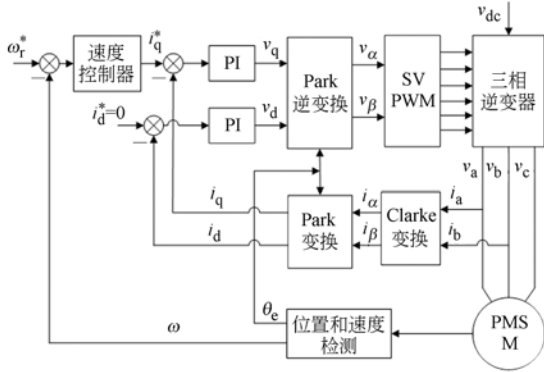 v_dc
ω_r^*
速度
控制器
i_q^*
PI
v_q
Park
逆变换
v_α
SV
PWM
三相
逆变器
i_d^*=0
PI
v_d
v_β
v_a v_b v_c
i_q
Park
变换
i_α
Clarke
变换
i_a
i_d
i_β
i_b
θ_e
ω
位置和速度
检测
PMS
M